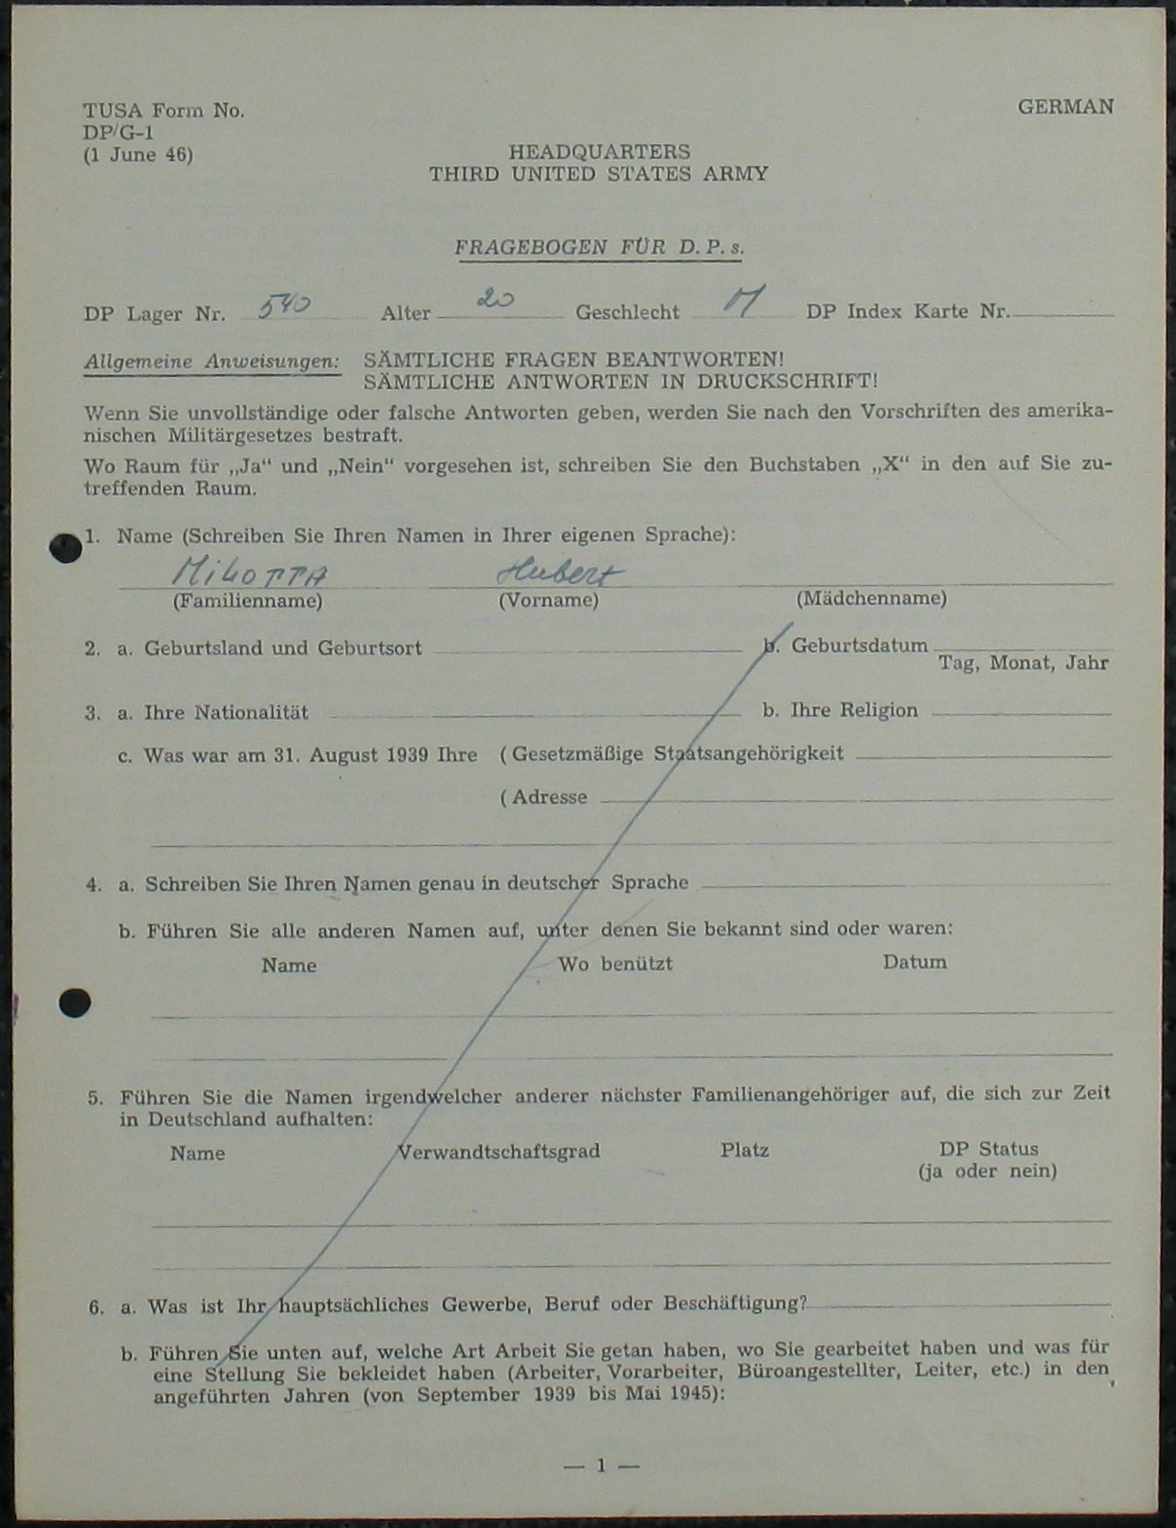 TUSA Form No.
DP/G-1
(1 June 46)
GERMAN
HEADQUARTERS
THIRD UNITED STATES ARMY
FRAGEBOGEN FÜR D. P. s.
DP Lager Nr. 540 Alter 20 Geschlecht M DP Index Karte Nr.
Allgemeine Anweisungen: SÄMTLICHE FRAGEN BEANTWORTEN!
SÄMTLICHE ANTWORTEN IN DRUCKSCHRIFT!
Wenn Sie unvollständige oder falsche Antworten geben, werden Sie nach den Vorschriften des amerika-
nischen Militärgesetzes bestraft.
Wo Raum für „Ja“ und „Nein“ vorgesehen ist, schreiben Sie den Buchstaben „X“ in den auf Sie zu-
treffenden Raum.
1. Name (Schreiben Sie Ihren Namen in Ihrer eigenen Sprache):
Hubert
(Familienname) (Vorname) (Mädchenname)
2. a. Geburtsland und Geburtsort b. Geburtsdatum
Tag, Monat, Jahr
3. a. Ihre Nationalität b. Ihre Religion
c. Was war am 31. August 1939 Ihre ( Gesetzmäßige Staatsangehörigkeit
( Adresse
4. a. Schreiben Sie Ihren Namen genau in deutscher Sprache
b. Führen Sie alle anderen Namen auf, unter denen Sie bekannt sind oder waren:
Name Wo benützt Datum
5. Führen Sie die Namen irgendwelcher anderer nächster Familienangehöriger auf, die sich zur Zeit
in Deutschland aufhalten:
Name Verwandtschaftsgrad Platz DP Status
(ja oder nein)
6. a. Was ist Ihr hauptsächliches Gewerbe, Beruf oder Beschäftigung?
b. Führen Sie unten auf, welche Art Arbeit Sie getan haben, wo Sie gearbeitet haben und was für
eine Stellung Sie bekleidet haben (Arbeiter, Vorarbeiter, Büroangestellter, Leiter, etc.) in den
angeführten Jahren (von September 1939 bis Mai 1945):
— 1 —